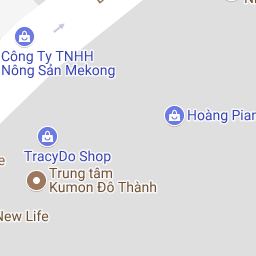 Công Ty TNHH
Nông Sản Mekong
Hoàng Pian
TracyDo Shop
Trung tâm
Kumon Đô Thành
New Life